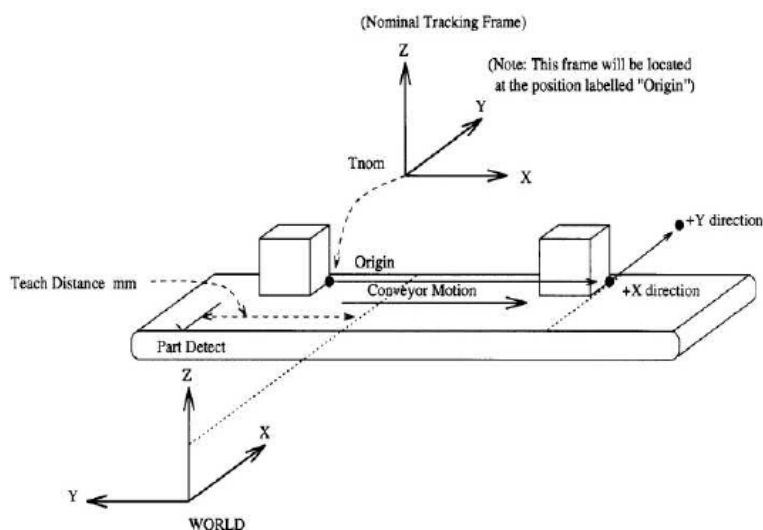 (Nominal Tracking Frame)
Z
(Note: This frame will be located
at the position labelled "Origin")
Y
Tnom
X
+Y direction
Origin
Teach Distance mm
Conveyor Motion
+X direction
Part Detect
Z
X
Y
WORLD